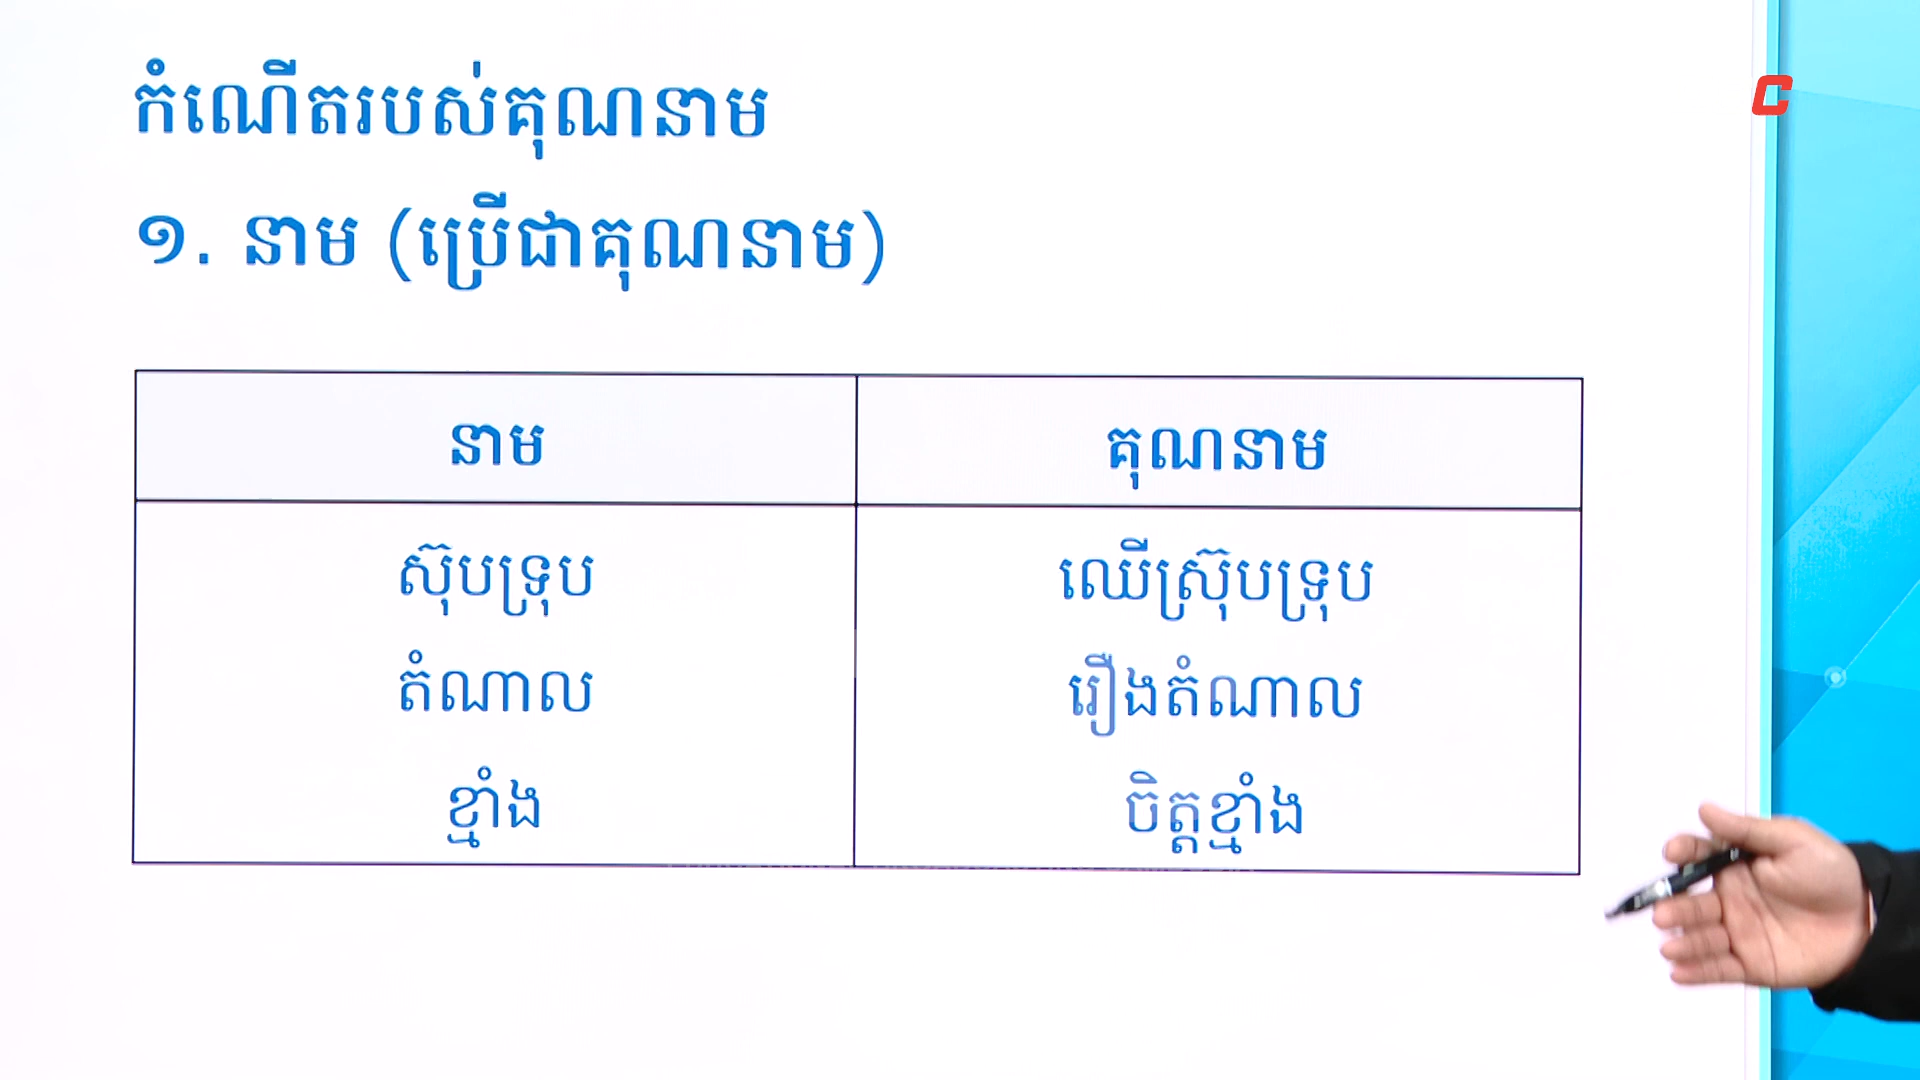 កំណើតរបស់គុណនាម
១. នាម (ប្រើជាគុណនាម)
នាម
គុណនាម
ស៊ុបទ្រុប
ឈើស្រ៊ុបទ្រុប
តំណាល
រឿងតំណាល
ខ្មាំង
ចិត្តខ្មាំង